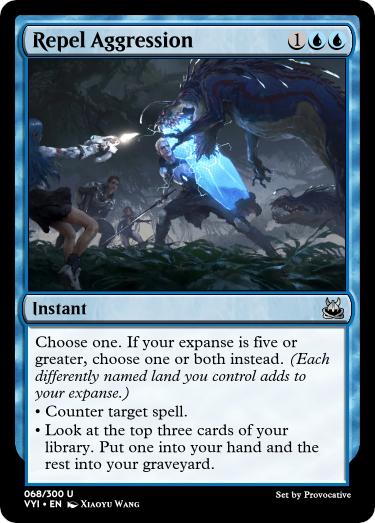 Repel Aggression 1
Instant
Choose one. If your expanse is five or
greater, choose one or both instead. (Each
differently named land you control adds to
your expanse.)
• Counter target spell.
• Look at the top three cards of your
library. Put one into your hand and the
rest into your graveyard.
068/300 U
VYI • EN Xiaoyu Wang
Set by Provocative